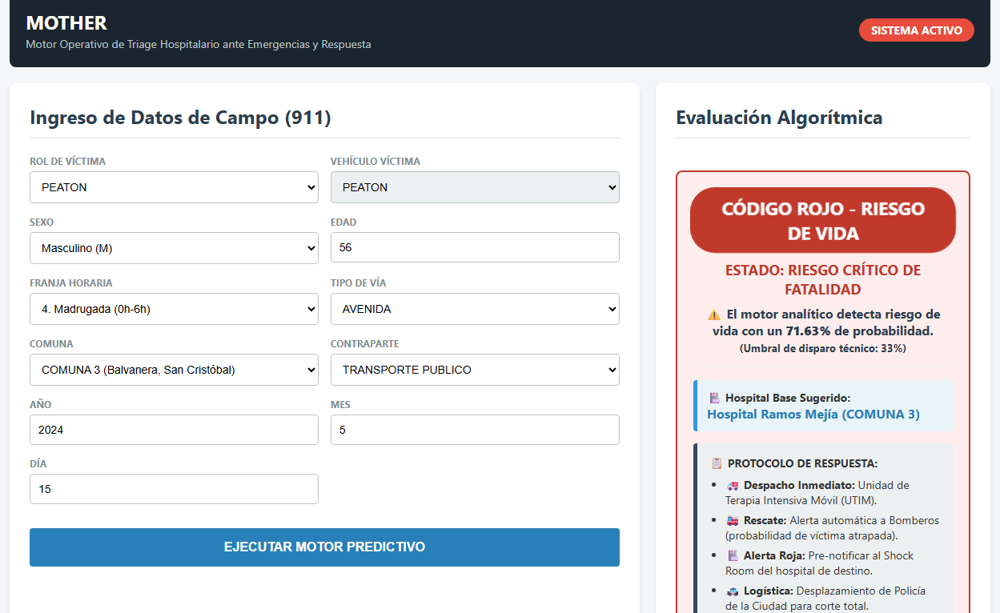 MOTHER
Motor Operativo de Triage Hospitalario ante Emergencias y Respuesta
SISTEMA ACTIVO
Ingreso de Datos de Campo (911)
ROL DE VÍCTIMA
PEATON
VEHÍCULO VÍCTIMA
PEATON
SEXO
Masculino (M)
EDAD
56
FRANJA HORARIA
4. Madrugada (0h-6h)
TIPO DE VÍA
AVENIDA
COMUNA
COMUNA 3 (Balvanera, San Cristóbal)
CONTRAPARTE
TRANSPORTE PUBLICO
AÑO
2024
MES
5
DÍA
15
EJECUTAR MOTOR PREDICTIVO
Evaluación Algorítmica
CÓDIGO ROJO - RIESGO
DE VIDA
ESTADO: RIESGO CRÍTICO DE
FATALIDAD
⚠️ El motor analítico detecta riesgo de
vida con un 71.63% de probabilidad.
(Umbral de disparo técnico: 33%)
🏥 Hospital Base Sugerido:
Hospital Ramos Mejía (COMUNA 3)
📋 PROTOCOLO DE RESPUESTA:
• 🚑 Despacho Inmediato: Unidad de
Terapia Intensiva Móvil (UTIM).
• 🚒 Rescate: Alerta automática a Bomberos
(probabilidad de víctima atrapada).
• 🏥 Alerta Roja: Pre-notificar al Shock
Room del hospital de destino.
• 🚓 Logística: Desplazamiento de Policía
de la Ciudad para corte total.